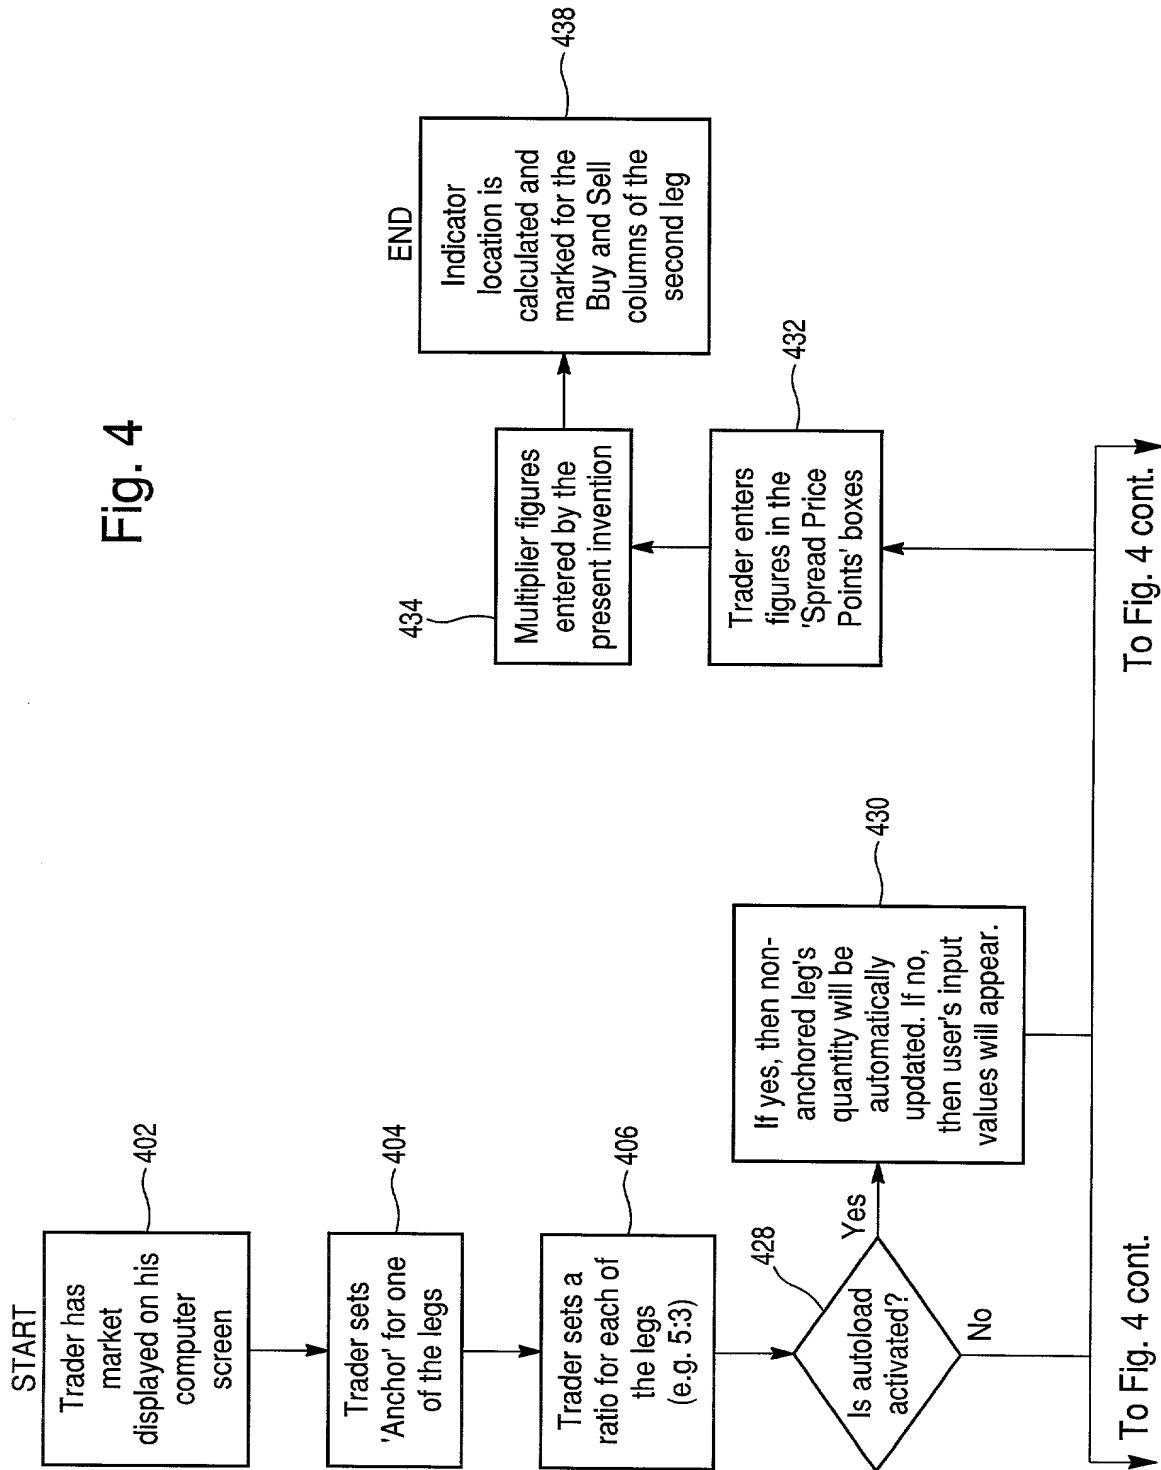 Fig. 4
START
Trader has
market
displayed on his
computer
screen
402
Trader sets
'Anchor' for one
of the legs
404
Trader sets a
ratio for each of
the legs
(e.g. 5:3)
406
Is autoload
activated?
428
Yes
No
If yes, then non-
anchored leg's
quantity will be
automatically
updated. If no,
then user's input
values will appear.
430
To Fig. 4 cont.
To Fig. 4 cont.
Trader enters
figures in the
'Spread Price
Points' boxes
432
Multiplier figures
entered by the
present invention
434
END
Indicator
location is
calculated and
marked for the
Buy and Sell
columns of the
second leg
438